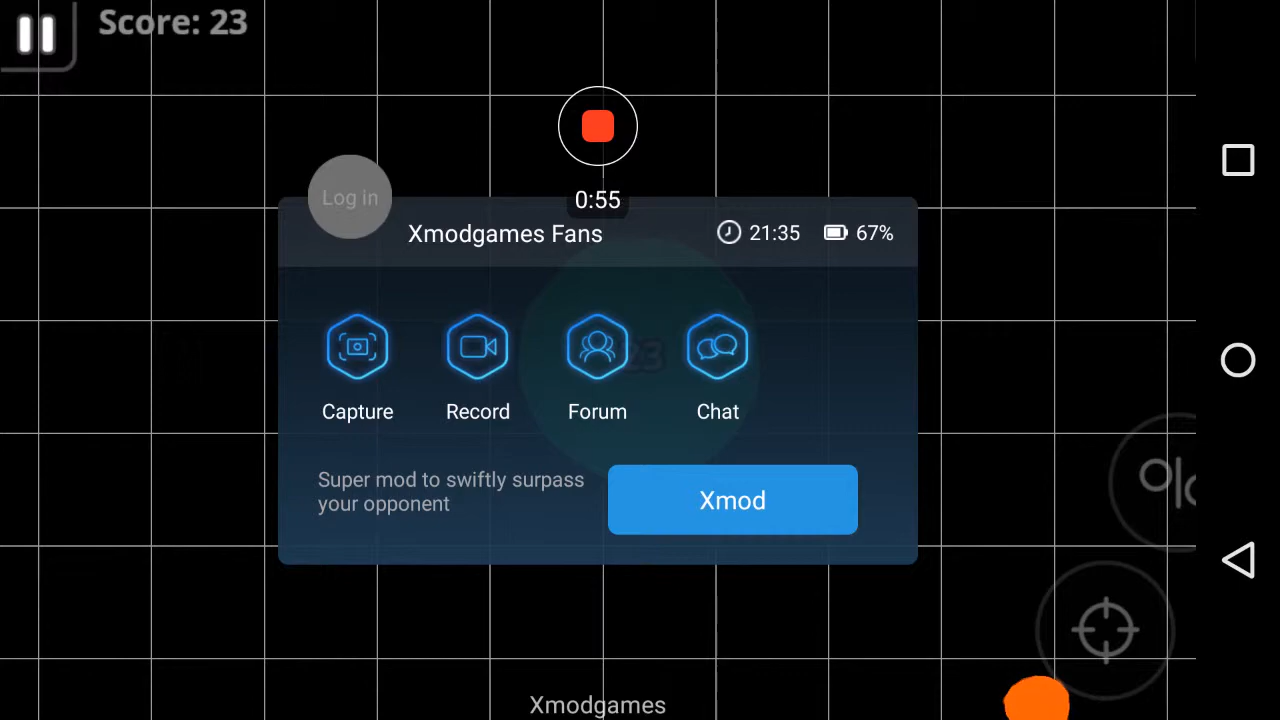 Score: 23
Log in
0:55
Xmodgames Fans
21:35
67%
23
Capture
Record
Forum
Chat
Super mod to swiftly surpass
your opponent
Xmod
Xmodgames